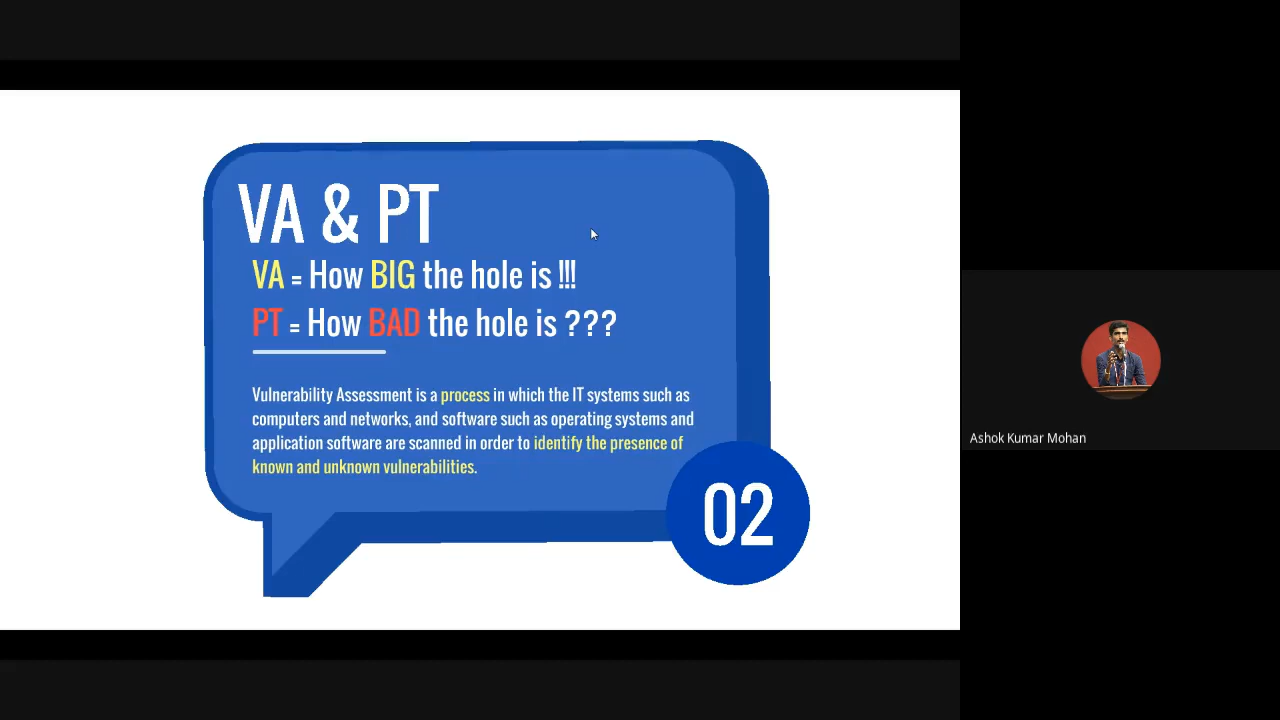 VA & PT
VA = How BIG the hole is !!!
PT = How BAD the hole is ???
Vulnerability Assessment is a process in which the IT systems such as
computers and networks, and software such as operating systems and
application software are scanned in order to identify the presence of
known and unknown vulnerabilities.
02
Ashok Kumar Mohan